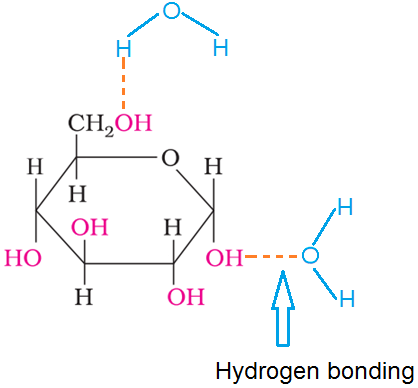 O
H H
CH2OH
H O H
H
H
OH H
HO OH O
H
H OH
H
Hydrogen bonding